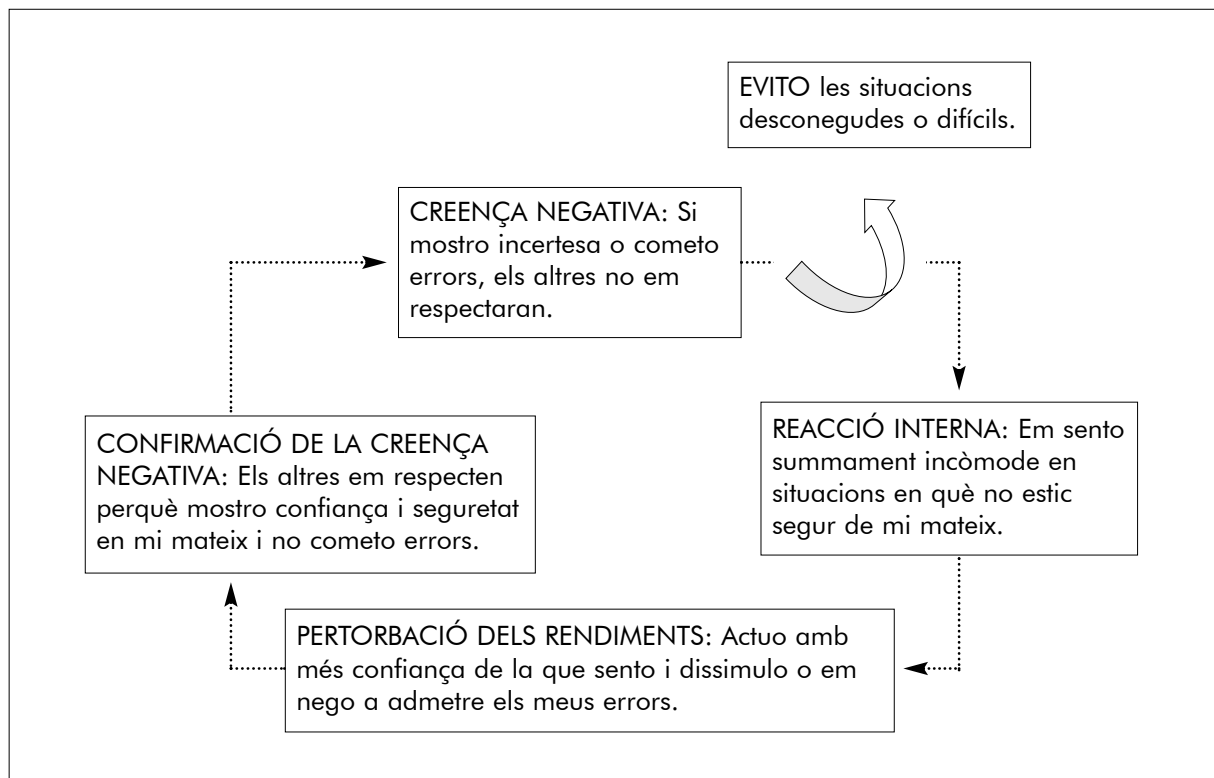 EVITO les situacions
desconegudes o difícils.
CREENÇA NEGATIVA: Si
mostro incertesa o cometo
errors, els altres no em
respectaran.
REACCIÓ INTERNA: Em sento
summament incòmode en
situacions en què no estic
segur de mi mateix.
PERTORBACIÓ DELS RENDIMENTS: Actuo amb
més confiança de la que sento i dissimulo o em
nego a admetre els meus errors.
CONFIRMACIÓ DE LA CREENÇA
NEGATIVA: Els altres em respecten
perquè mostro confiança i seguretat
en mi mateix i no cometo errors.